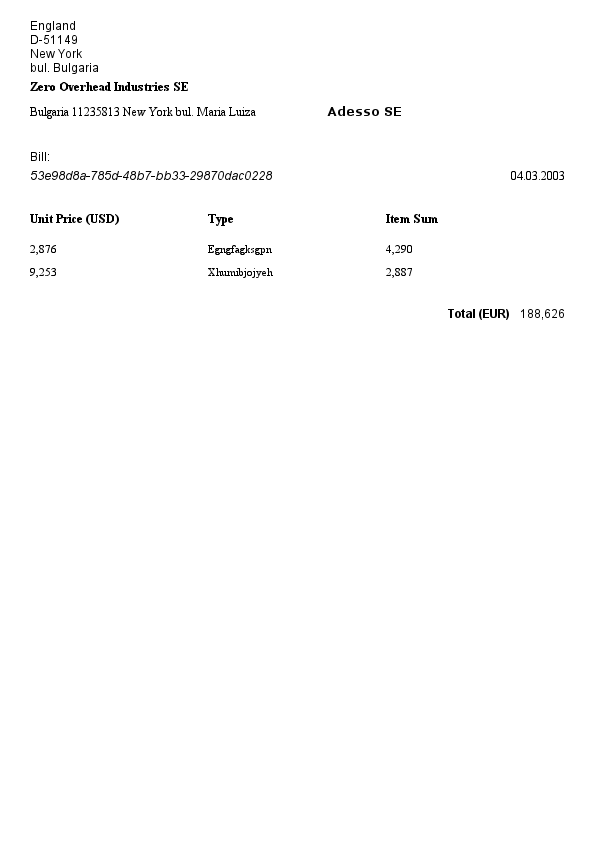 England
D-51149
New York
bul. Bulgaria
Zero Overhead Industries SE
Bulgaria 11235813 New York bul. Maria Luiza
Adesso SE
Bill:
53e98d8a-785d-48b7-bb33-29870dac0228 04.03.2003
Unit Price (USD) Type Item Sum
2,876 Egngfagksgpn 4,290
9,253 Xhumibjojyeh 2,887
Total (EUR) 188,626